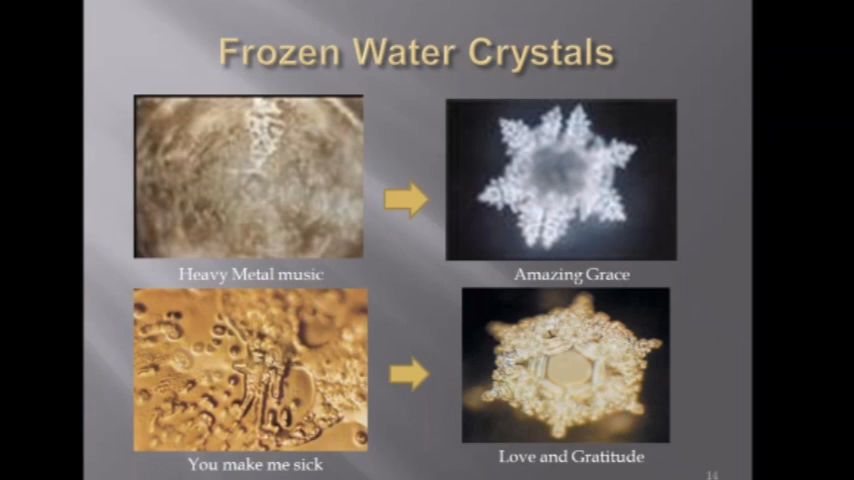 Frozen Water Crystals
Heavy Metal music
Amazing Grace
You make me sick
Love and Gratitude
14